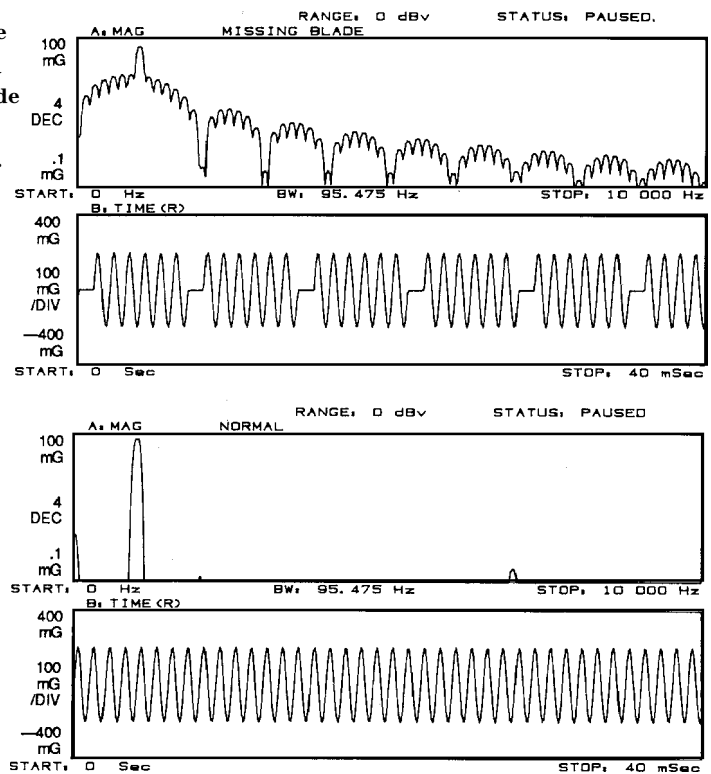 RANGE: 0 dBv STATUS: PAUSED.
A: MAG MISSING BLADE
e
de
100
mG
4
DEC
.1
mG
START: 0 Hz BW: 95.475 Hz STOP: 10 000 Hz
B: TIME(R)
400
mG
100
mG
/DIV
—400
mG
START: 0 Sec STOP: 40 mSec
RANGE: 0 dBv STATUS: PAUSED
A: MAG NORMAL
100
mG
4
DEC
.1
mG
START: 0 Hz BW: 95.475 Hz STOP: 10 000 Hz
B: TIME(R)
400
mG
100
mG
/DIV
—400
mG
START: 0 Sec STOP: 40 mSec